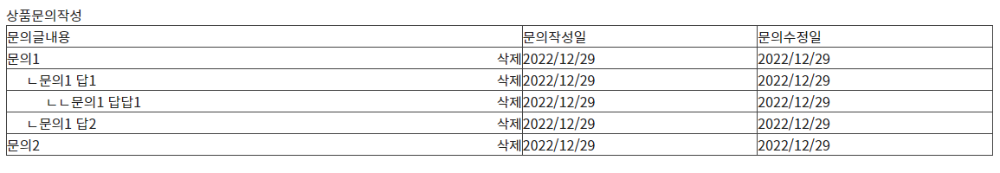 상품문의작성
문의글내용 문의작성일 문의수정일
문의1 삭제 2022/12/29 2022/12/29
ㄴ문의1 답1 삭제 2022/12/29 2022/12/29
ㄴㄴ문의1 답답1 삭제 2022/12/29 2022/12/29
ㄴ문의1 답2 삭제 2022/12/29 2022/12/29
문의2 삭제 2022/12/29 2022/12/29